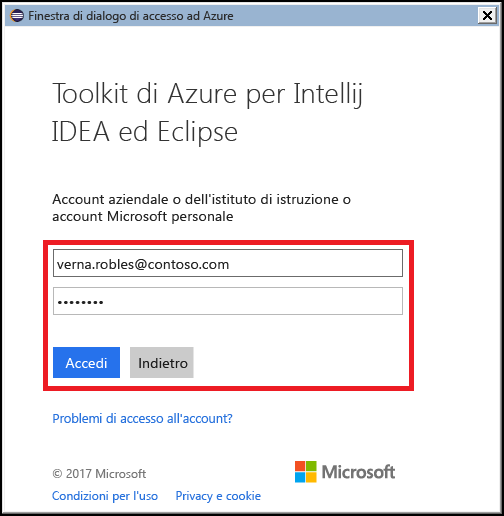 Finestra di dialogo di accesso ad Azure
Toolkit di Azure per Intellij
IDEA ed Eclipse
Account aziendale o dell'istituto di istruzione o
account Microsoft personale
verna.robles@contoso.com
••••••••
Accedi Indietro
Problemi di accesso all'account?
© 2017 Microsoft Microsoft
Condizioni per l'uso Privacy e cookie